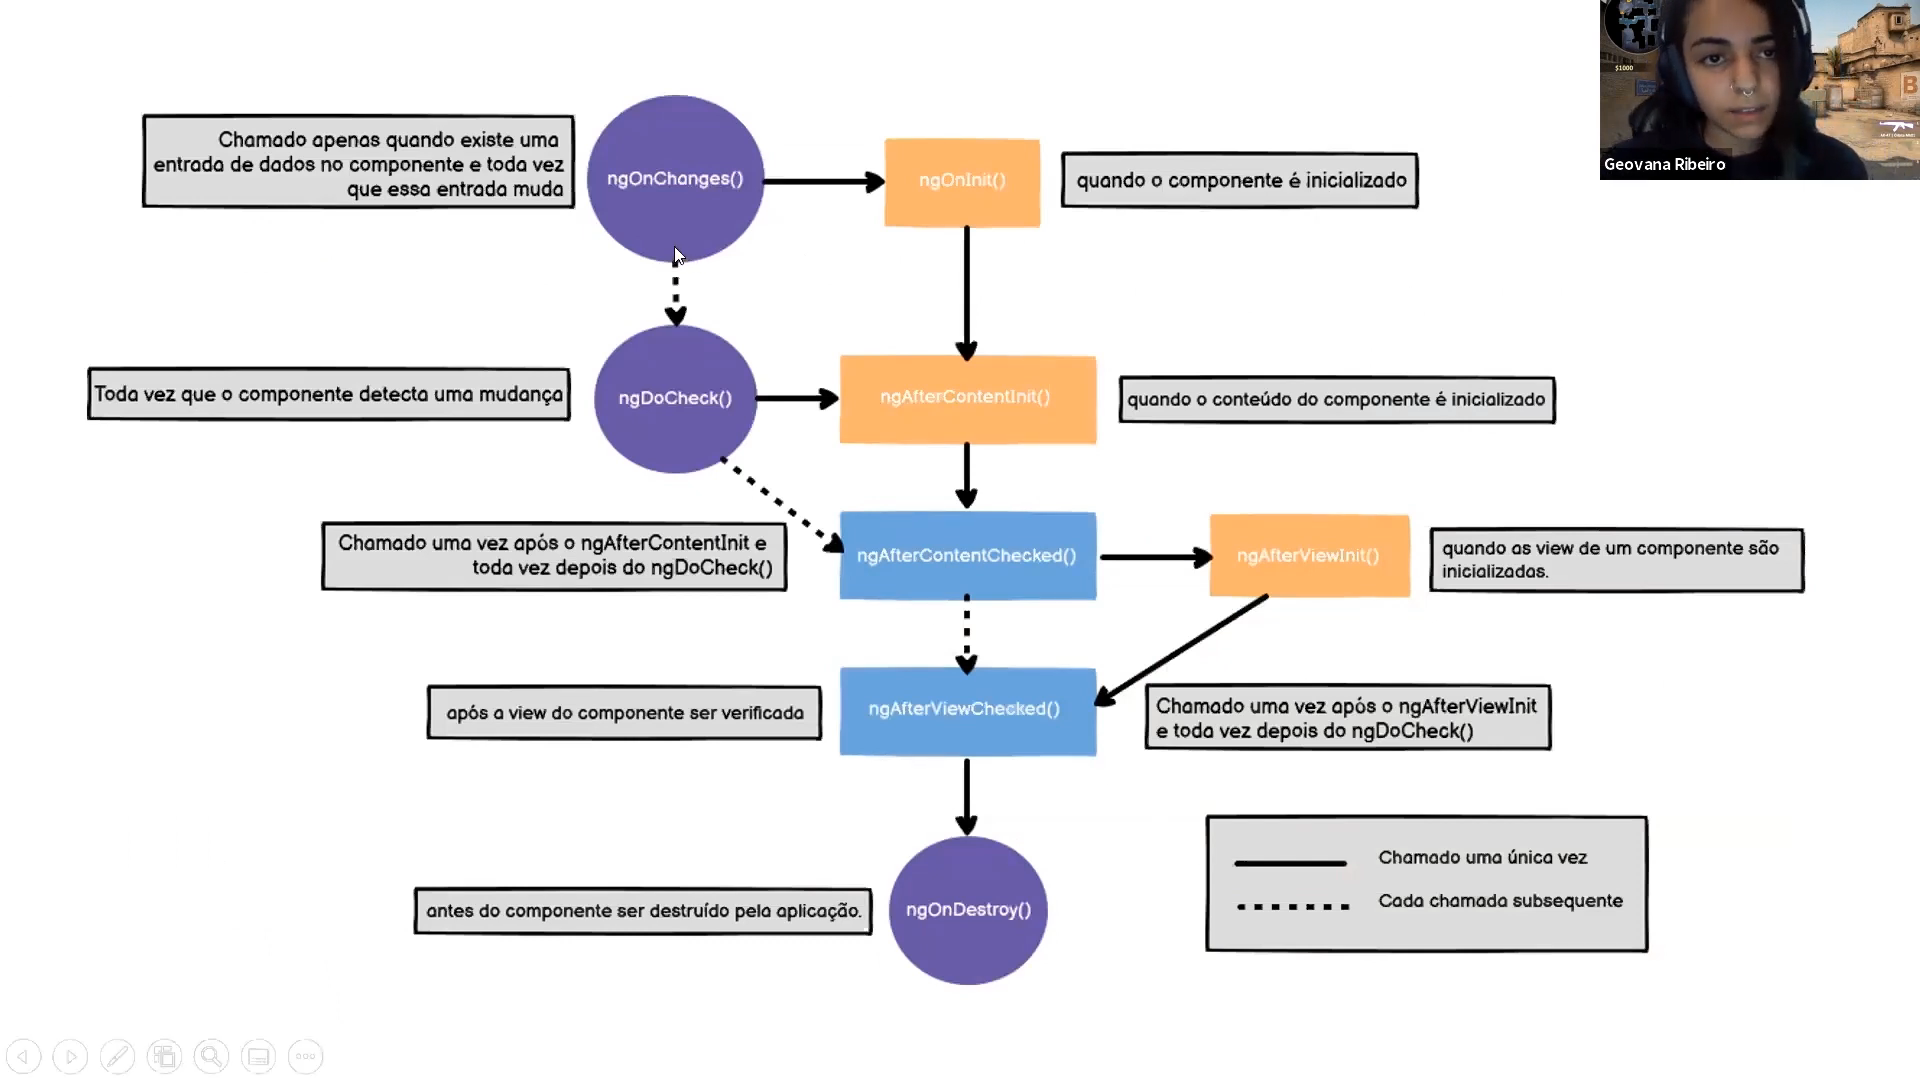 Chamado apenas quando existe uma
entrada de dados no componente e toda vez
que essa entrada muda
ngOnChanges()
ngOnInit()
quando o componente é inicializado
$1000
B
Geovana Ribeiro
Toda vez que o componente detecta uma mudança
ngDoCheck()
ngAfterContentInit()
quando o conteúdo do componente é inicializado
Chamado uma vez após o ngAfterContentInit e
toda vez depois do ngDoCheck()
ngAfterContentChecked()
ngAfterViewInit()
quando as view de um componente são
inicializadas.
após a view do componente ser verificada
ngAfterViewChecked()
Chamado uma vez após o ngAfterViewInit
e toda vez depois do ngDoCheck()
antes do componente ser destruído pela aplicação.
ngOnDestroy()
Chamado uma única vez
Cada chamada subsequente